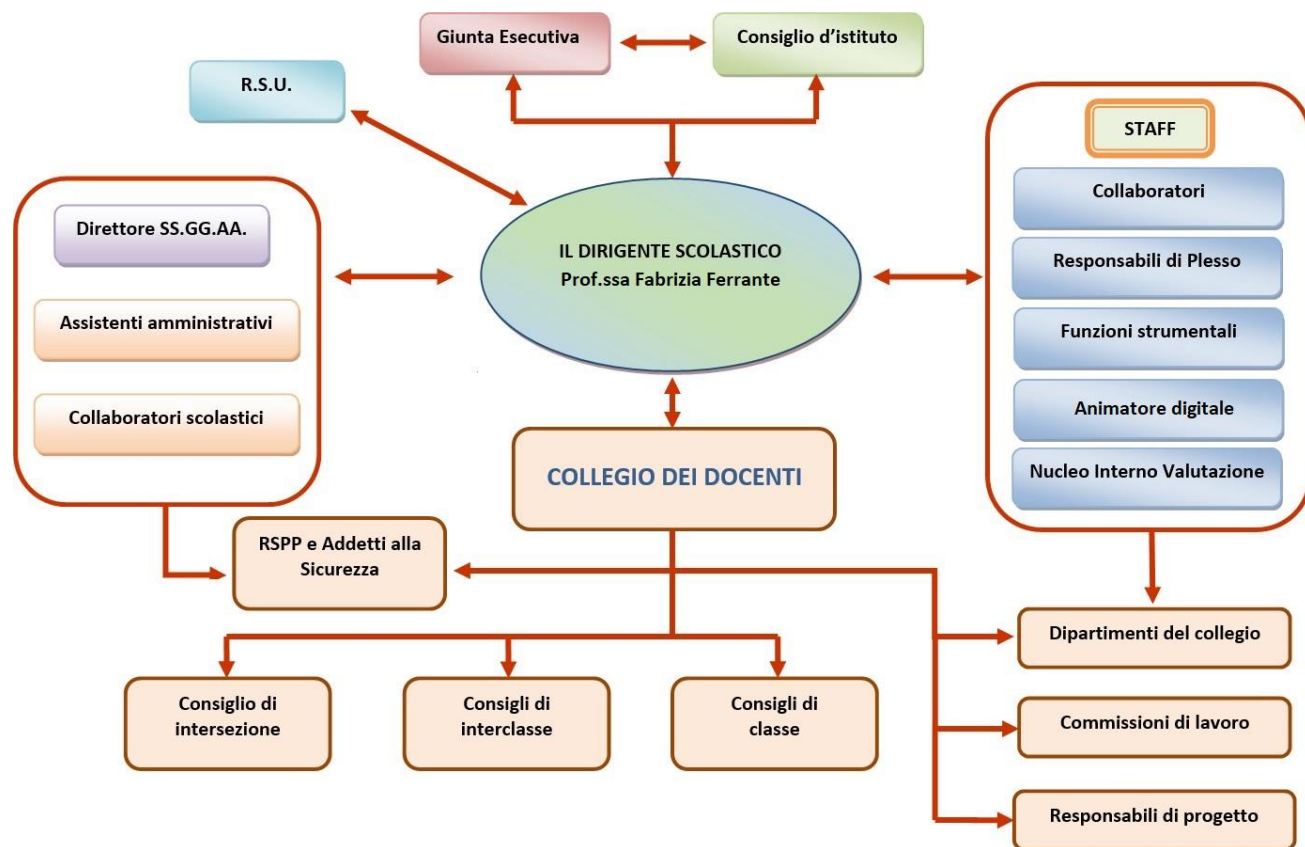 Giunta Esecutiva
Consiglio d'istituto
R.S.U.
STAFF
Collaboratori
Responsabili di Plesso
Funzioni strumentali
Animatore digitale
Nucleo Interno Valutazione
Direttore SS.GG.AA.
Assistenti amministrativi
Collaboratori scolastici
IL DIRIGENTE SCOLASTICO
Prof.ssa Fabrizia Ferrante
COLLEGIO DEI DOCENTI
RSPP e Addetti alla
Sicurezza
Dipartimenti del collegio
Consiglio di
intersezione
Consigli di
interclasse
Consigli di
classe
Commissioni di lavoro
Responsabili di progetto